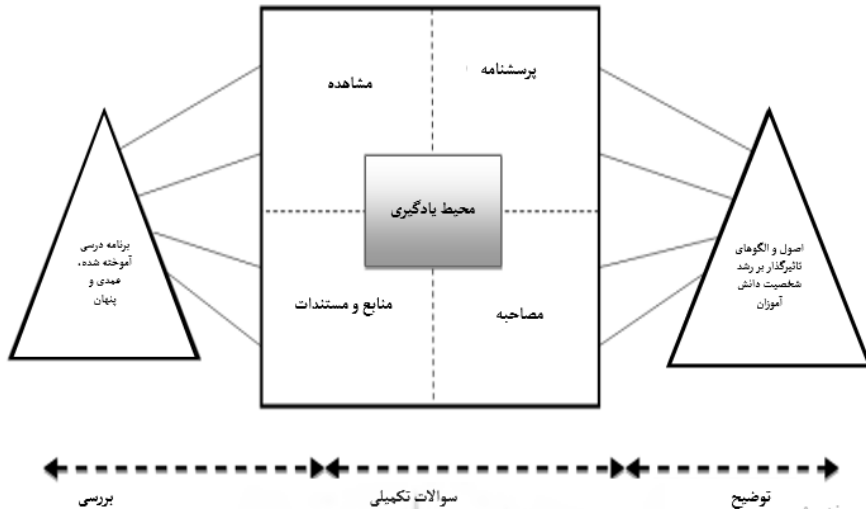 پرسشنامه
مشاهده
محیط یادگیری
منابع و مستندات
مصاحبه
اصول و الگوهای
تاثیرگذار بر رشد
شخصیت دانش
آموزان
برنامه درسی
آموخته شده،
عمدی و
پنهان
توضیح
سوالات تکمیلی
بررسی